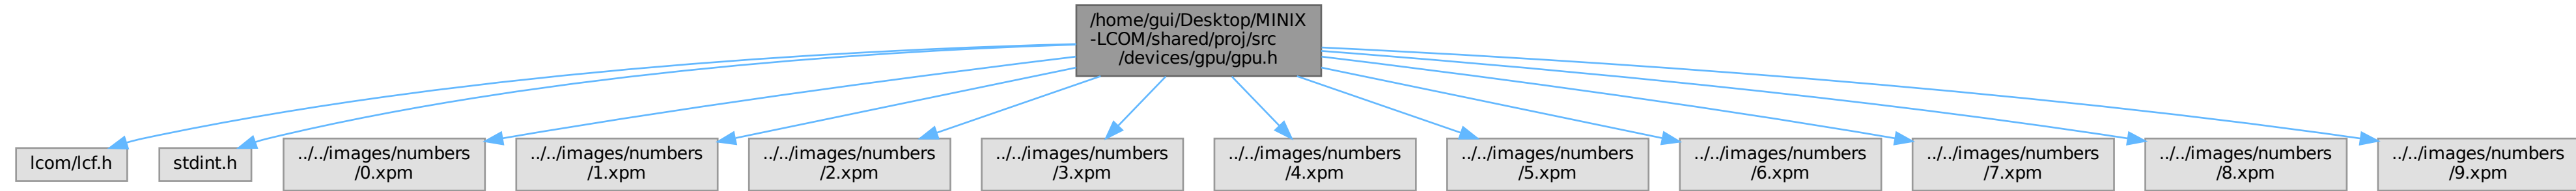 /home/gui/Desktop/MINIX
-LCOM/shared/proj/src
/devices/gpu/gpu.h
lcom/lcf.h
stdint.h
../../images/numbers
/0.xpm
../../images/numbers
/1.xpm
../../images/numbers
/2.xpm
../../images/numbers
/3.xpm
../../images/numbers
/4.xpm
../../images/numbers
/5.xpm
../../images/numbers
/6.xpm
../../images/numbers
/7.xpm
../../images/numbers
/8.xpm
../../images/numbers
/9.xpm